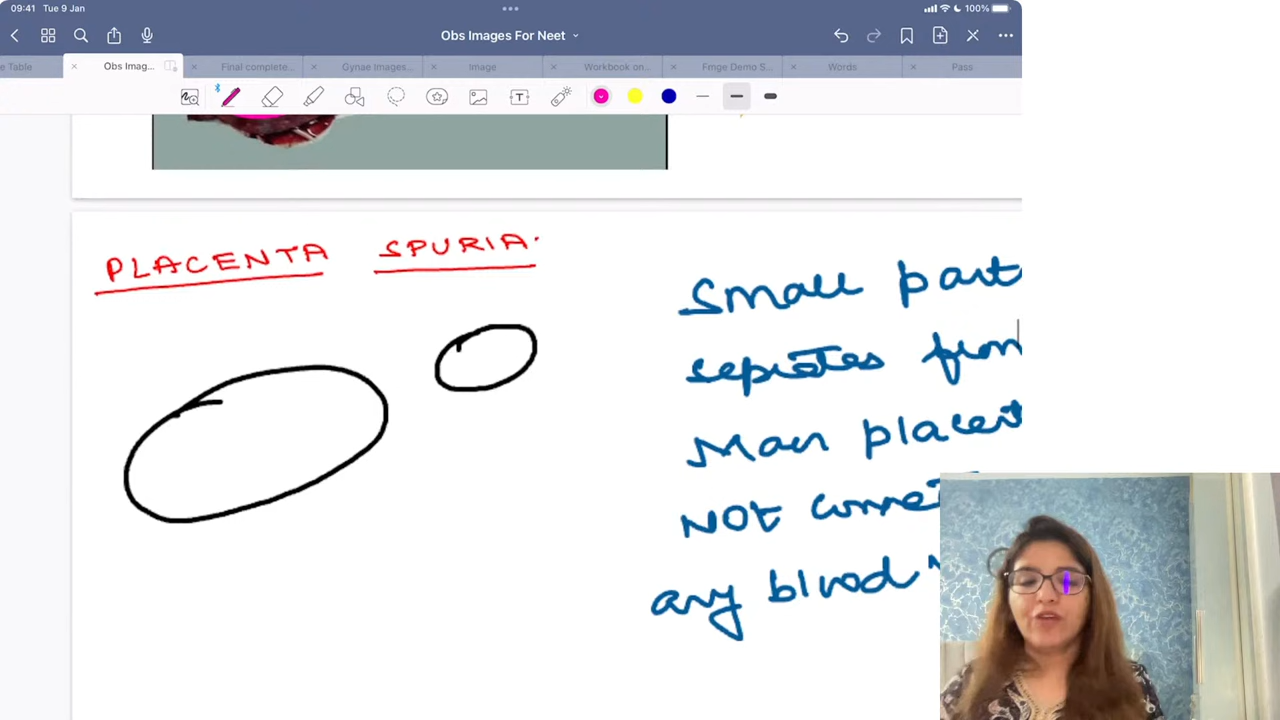 09:41 Tue 9 Jan
100%
Obs Images For Neet
e Table
Obs Imag...
Final complete...
Gynae Images...
Image
Workbook on...
Fmge Demo S...
Words
Pass
PLACENTA SPURIA.
Small part
seprates from
Main placent
NOT connet
any blood